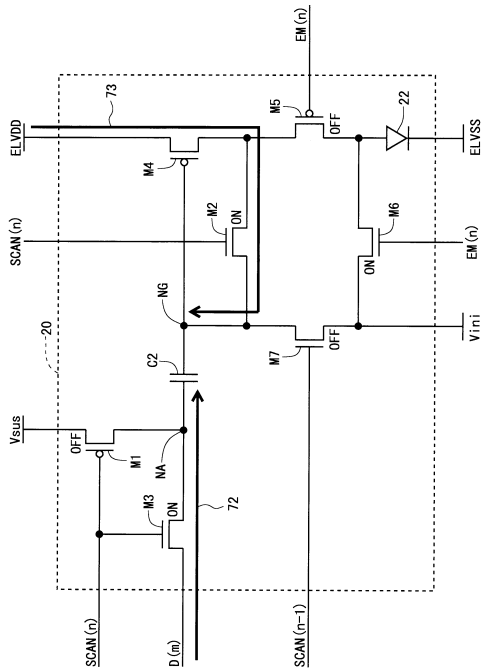 20
Vsus
SCAN(n)
ELVDD
73
OFF
M1
M4
C2
NG
M2
ON
EM(n)
M5
OFF
SCAN(n)
M3
ON
NA
D(m)
72
M7
OFF
ON
M6
22
SCAN(n-1)
Vini
EM(n)
ELVSS